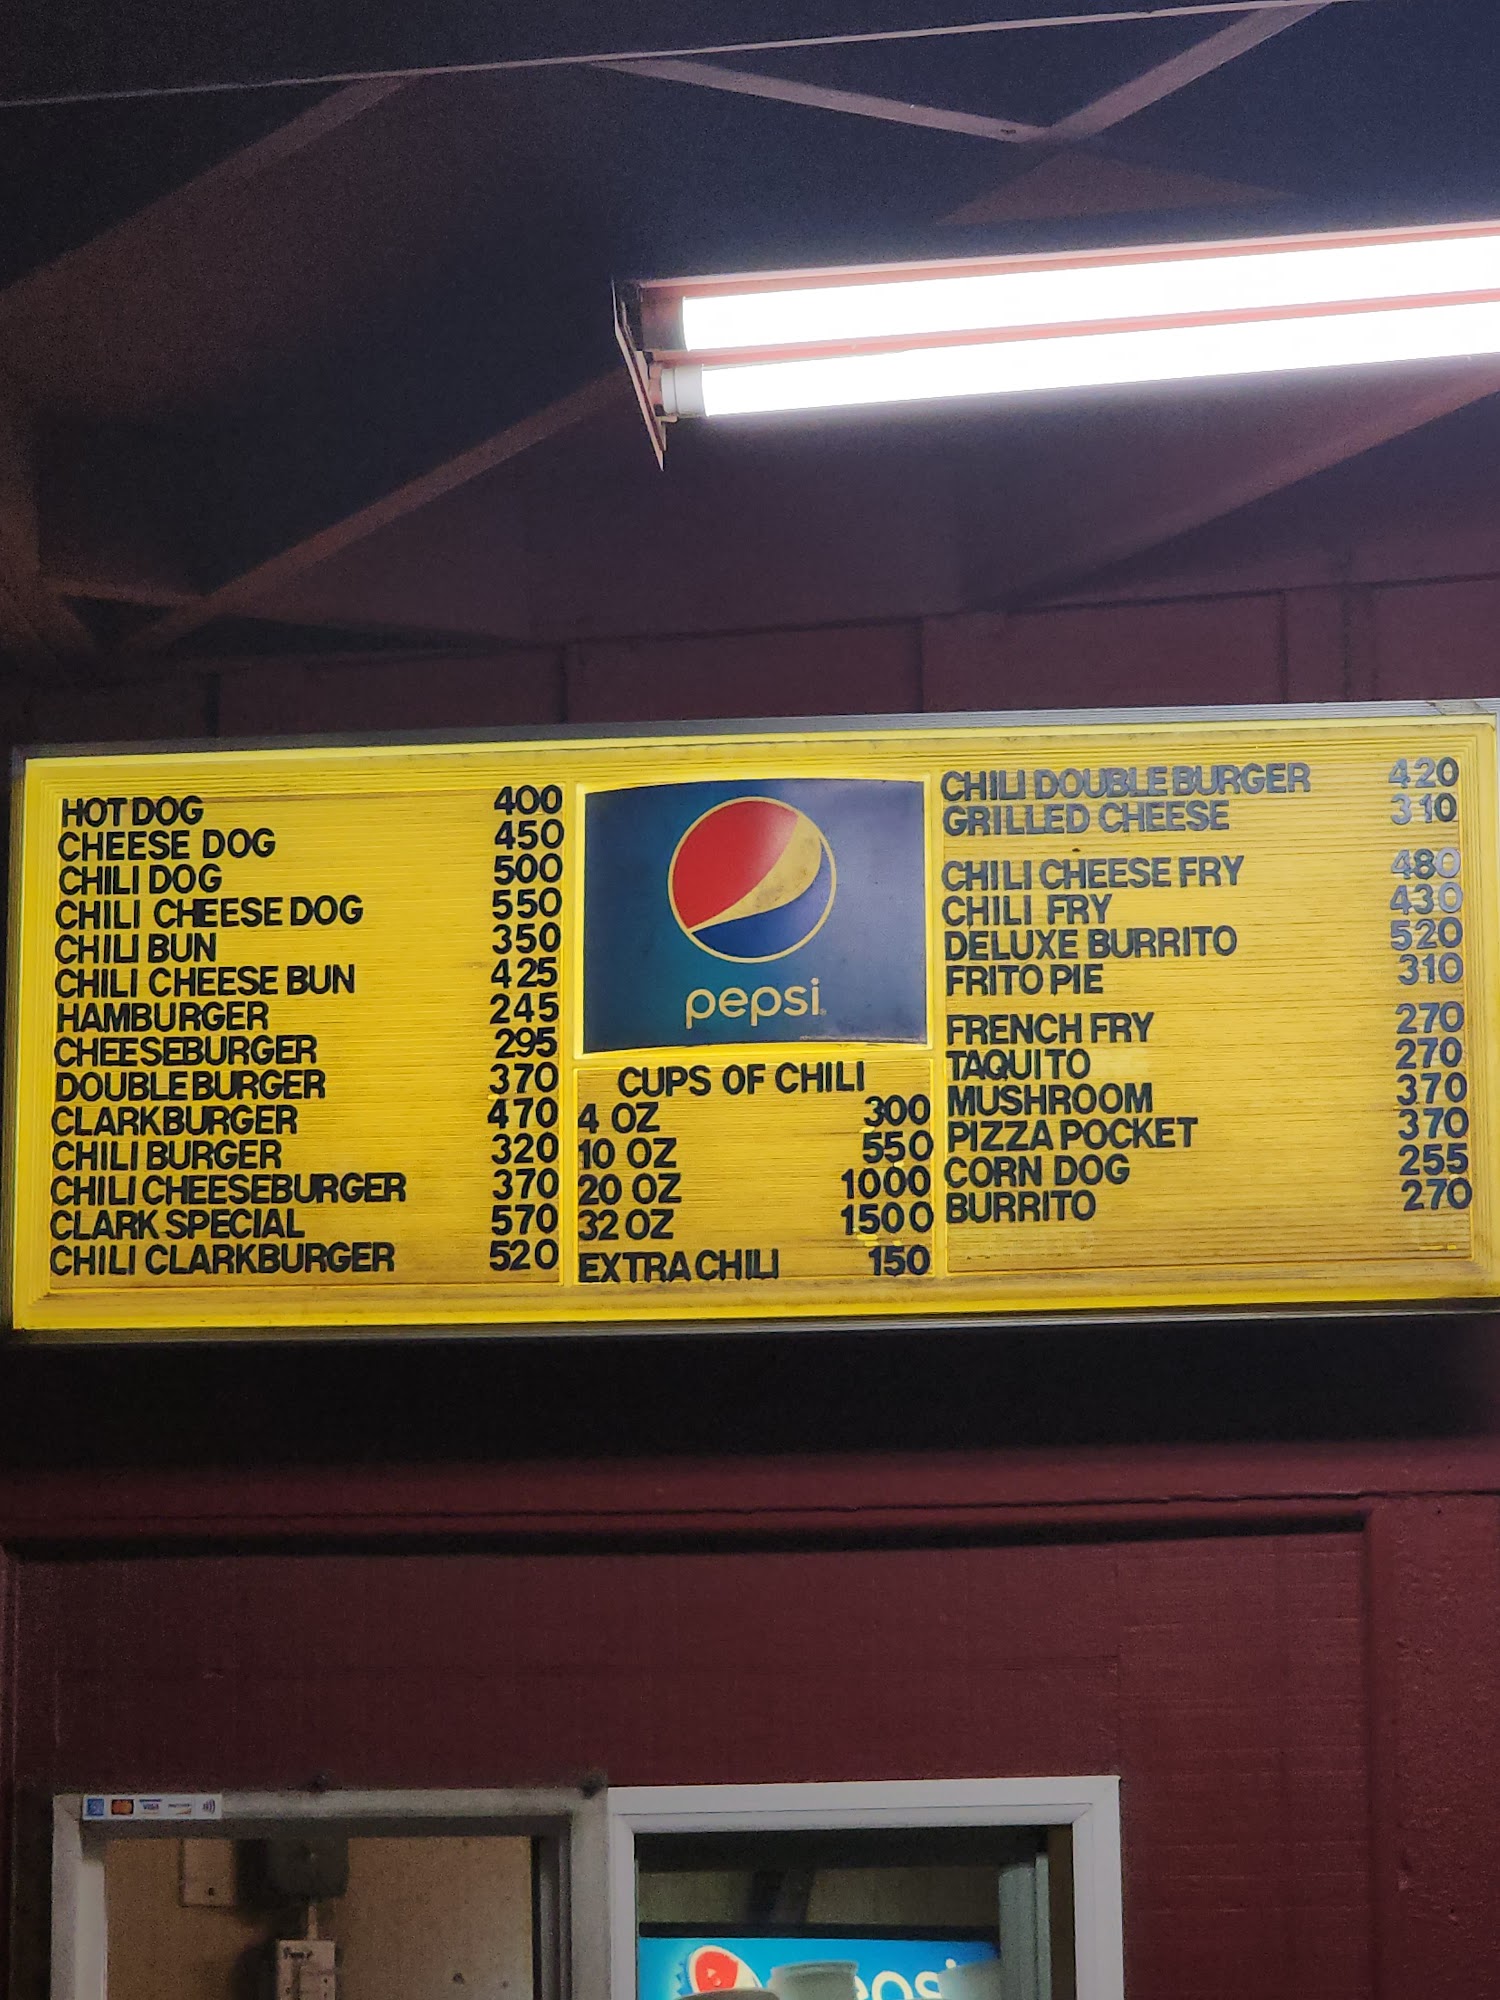 HOT DOG 400
CHEESE DOG 450
CHILI DOG 500
CHILI CHEESE DOG 550
CHILI BUN 350
CHILI CHEESE BUN 425
HAMBURGER 245
CHEESEBURGER 295
DOUBLE BURGER 370
CLARKBURGER 470
CHILI BURGER 320
CHILI CHEESEBURGER 370
CLARK SPECIAL 570
CHILI CLARKBURGER 520
pepsi
CUPS OF CHILI
4 OZ 300
10 OZ 550
20 OZ 1000
32 OZ 1500
EXTRA CHILI 150
CHILI DOUBLE BURGER 420
GRILLED CHEESE 310
CHILI CHEESE FRY 480
CHILI FRY 430
DELUXE BURRITO 520
FRITO PIE 310
FRENCH FRY 270
TAQUITO 270
MUSHROOM 370
PIZZA POCKET 370
CORN DOG 255
BURRITO 270
VISA